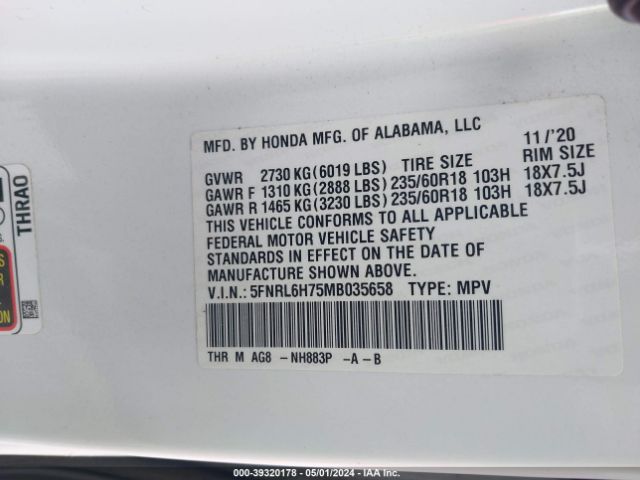 MFD. BY HONDA MFG. OF ALABAMA, LLC 11/'20
GVWR 2730 KG (6019 LBS) TIRE SIZE RIM SIZE
GAWR F 1310 KG (2888 LBS) 235/60R18 103H 18X7.5J
GAWR R 1465 KG (3230 LBS) 235/60R18 103H 18X7.5J
THIS VEHICLE CONFORMS TO ALL APPLICABLE
FEDERAL MOTOR VEHICLE SAFETY
STANDARDS IN EFFECT ON THE DATE OF
MANUFACTURE SHOWN ABOVE.
V.I.N.: 5FNRL6H75MB035658 TYPE: MPV
THR M AG8 -NH883P -A-B
THRAO
000-39320178 - 05/01/2024 - IAA Inc.